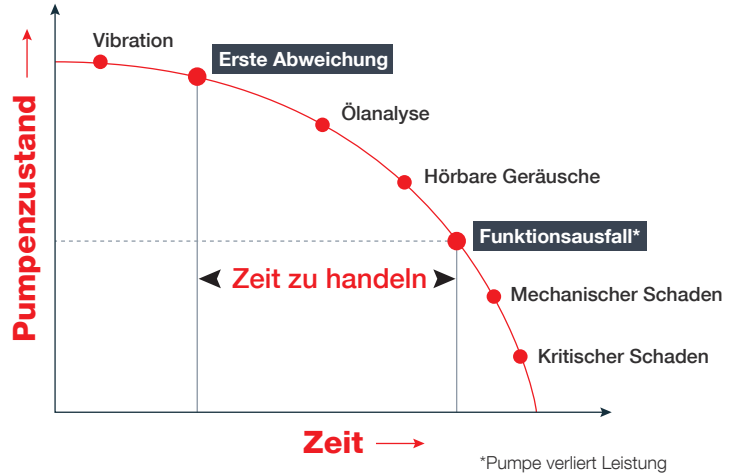 Vibration
Erste Abweichung
Ölanalyse
Hörbare Geräusche
Funktionsausfall*
Zeit zu handeln
Mechanischer Schaden
Kritischer Schaden
Pumpenzustand
Zeit
*Pumpe verliert Leistung